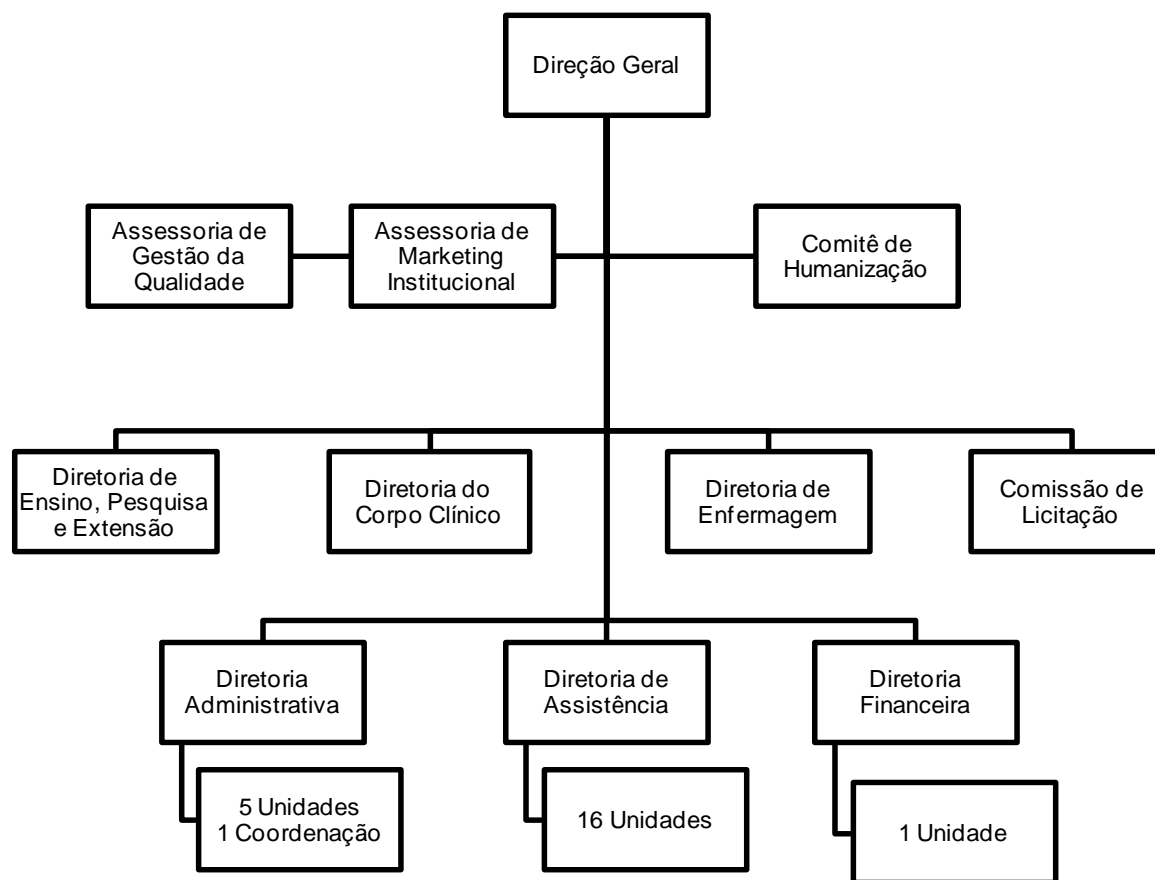 Direção Geral
Assessoria de
Gestão da
Qualidade
Assessoria de
Marketing
Institucional
Comitê de
Humanização
Diretoria de
Ensino, Pesquisa
e Extensão
Diretoria do
Corpo Clínico
Diretoria de
Enfermagem
Comissão de
Licitação
Diretoria
Administrativa
Diretoria de
Assistência
Diretoria
Financeira
5 Unidades
1 Coordenação
16 Unidades
1 Unidade